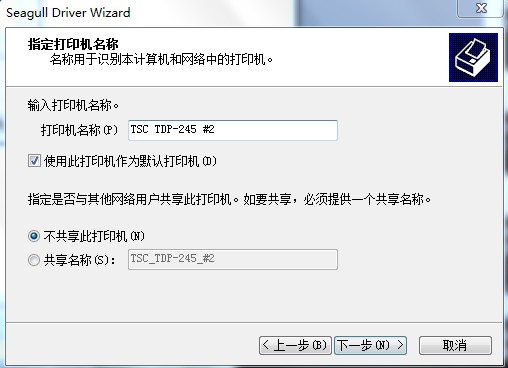 Seagull Driver Wizard
指定打印机名称
名称用于识别本计算机和网络中的打印机。
输入打印机名称。
打印机名称(P) TSC TDP-245 #2
使用此打印机作为默认打印机(D)
指定是否与其他网络用户共享此打印机。如要共享，必须提供一个共享名称。
不共享此打印机(N)
共享名称(S)： TSC_TDP-245_#2
< 上一步(B) 下一步(N) > 取消